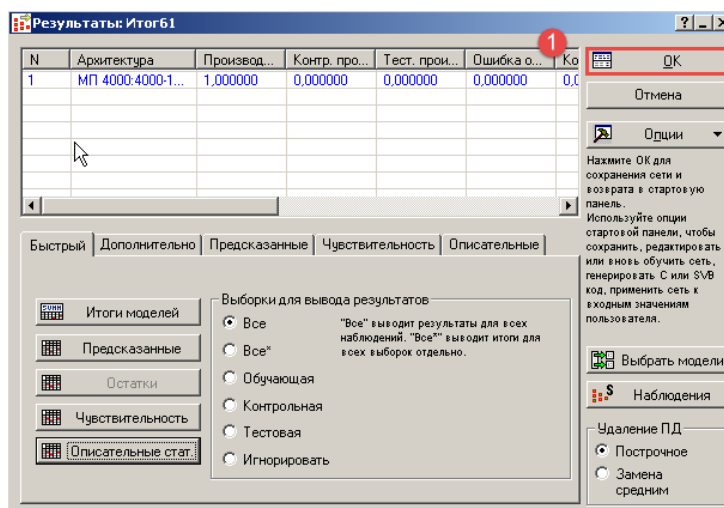 Результаты: Итог61
1
N Архитектура Производ... Контр. про... Тест. прои... Ошибка о... Ко
1 МП 4000:4000-1... 1,000000 0,000000 0,000000 0,000000 0,0
Быстрый Дополнительно Предсказанные Чувствительность Описательные
Итоги моделей
Предсказанные
Остатки
Чувствительность
Описательные стат.
Выборки для вывода результатов
Все
Все*
Обучающая
Контрольная
Тестовая
Игнорировать
"Все" выводит результаты для всех
наблюдений. "Все*" выводит итоги для
всех выборок отдельно.
ОК
Отмена
Опции
Нажмите ОК для
сохранения сети и
возврата в стартовую
панель.
Используйте опции
стартовой панели, чтобы
сохранить, редактировать
или вновь обучить сеть,
генерировать С или SVB
код, применить сеть к
входным значениям
пользователя.
Выбрать модели
Наблюдения
Удаление ПД
Построчное
Замена
средним